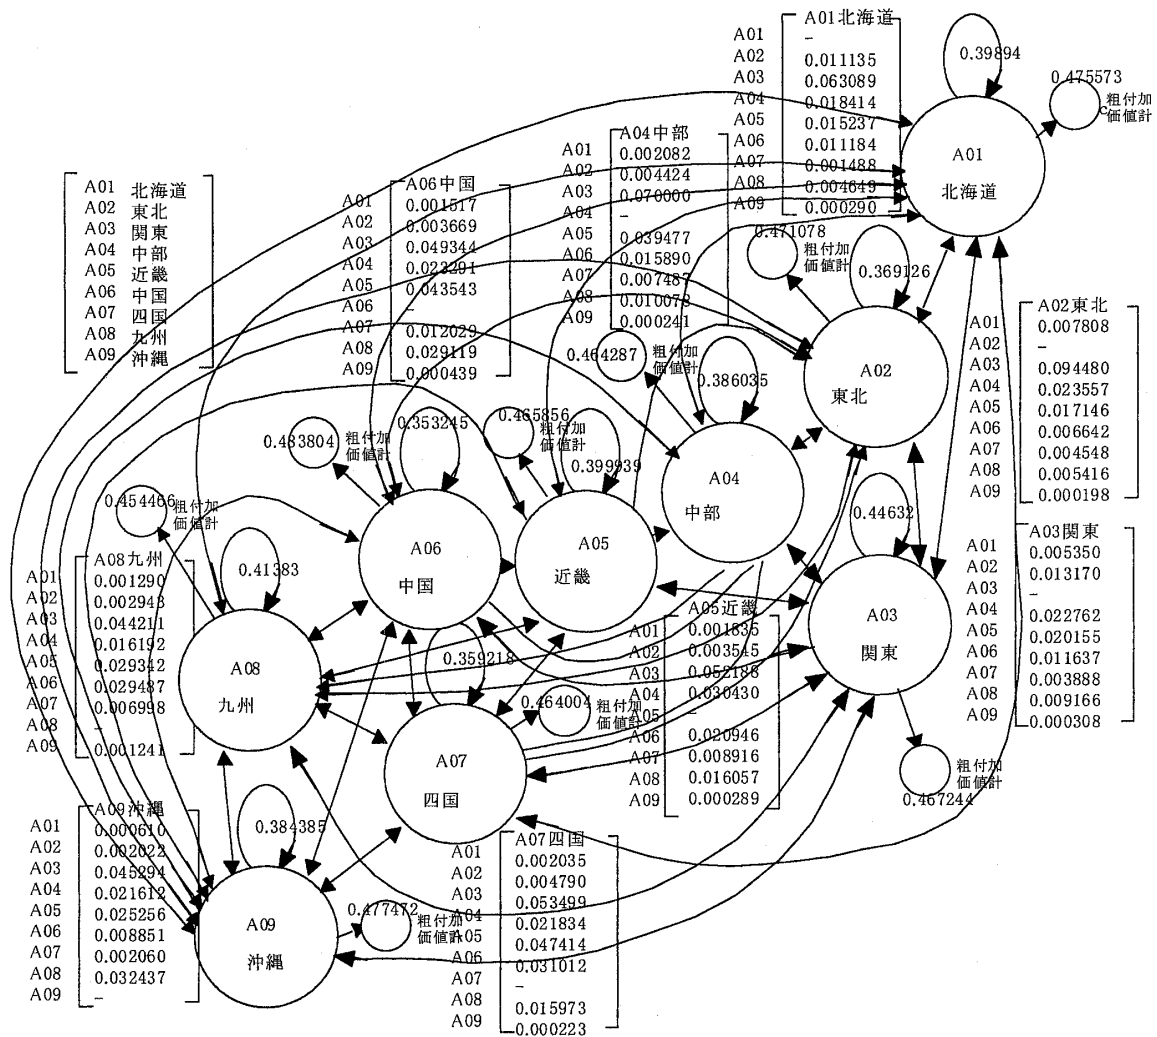 A01 北海道
A02 東北
A03 関東
A04 中部
A05 近畿
A06 中国
A07 四国
A08 九州
A09 沖縄
A01北海道
A01 -
A02 0.011135
A03 0.063089
A04 0.018414
A05 0.015237
A06 0.011184
A07 0.001488
A08 0.004649
A09 0.000290
0.39894
A01
北海道
0.475573
粗付加
価値計
A04中部
A01 0.002082
A02 0.004424
A03 0.070000
A04 -
A05 0.039477
A06 0.015890
A07 0.007487
A08 0.010078
A09 0.000241
A06中国
A01 0.001517
A02 0.003669
A03 0.049344
A04 0.023291
A05 0.043543
A06 -
A07 0.012029
A08 0.029119
A09 0.000439
0.471078
粗付加
価値計
0.369126
A02
東北
A02東北
A01 0.007808
A02 -
A03 0.094480
A04 0.023557
A05 0.017146
A06 0.006642
A07 0.004548
A08 0.005416
A09 0.000198
0.464287
粗付加
価値計
0.386035
A04
中部
0.483804
粗付加
価値計
0.353245
A06
中国
0.465856
粗付加
価値計
0.399939
A05
近畿
0.44632
A03
関東
0.467244
粗付加
価値計
A03関東
A01 0.005350
A02 0.013170
A03 -
A04 0.022762
A05 0.020155
A06 0.011637
A07 0.003888
A08 0.009166
A09 0.000308
0.454466
粗付加
価値計
0.41383
A08
九州
A08九州
A01 0.001290
A02 0.002943
A03 0.044211
A04 0.016192
A05 0.029342
A06 0.029487
A07 0.006998
A08 -
A09 0.001241
A05近畿
A01 0.001835
A02 0.003545
A03 0.052186
A04 0.030430
A05 -
A06 0.020946
A07 0.008916
A08 0.016057
A09 0.000289
0.359218
A07
四国
0.464004
粗付加
価値計
A09沖縄
A01 0.000610
A02 0.002022
A03 0.045294
A04 0.021612
A05 0.025256
A06 0.008851
A07 0.002060
A08 0.032437
A09 -
0.384385
A09
沖縄
0.477472
粗付加
価値計
A07四国
A01 0.002035
A02 0.004790
A03 0.053499
A04 0.021834
A05 0.047414
A06 0.031012
A07 -
A08 0.015973
A09 0.000223